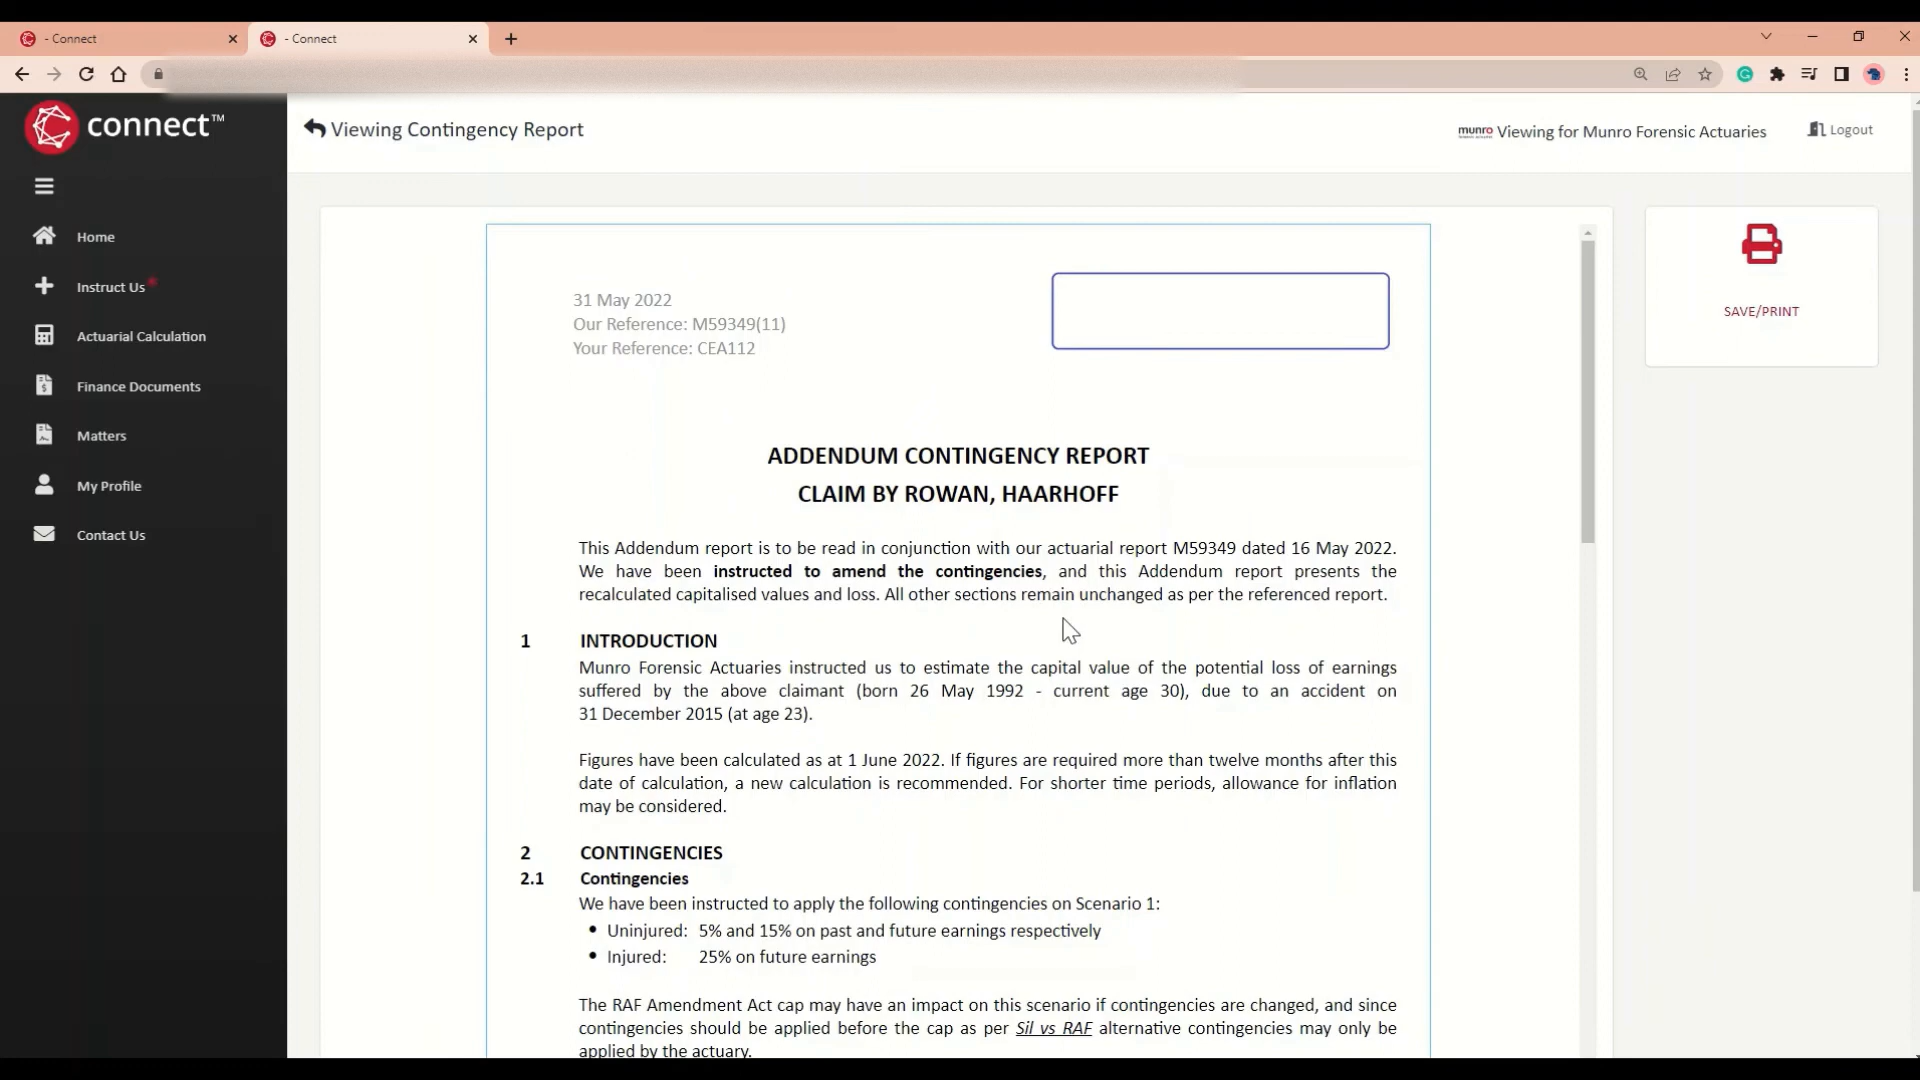 - Connect
- Connect
connect™
Viewing Contingency Report
munro Viewing for Munro Forensic Actuaries
Logout
Home
Instruct Us
Actuarial Calculation
Finance Documents
Matters
My Profile
Contact Us
SAVE/PRINT
31 May 2022
Our Reference: M59349(11)
Your Reference: CEA112
ADDENDUM CONTINGENCY REPORT
CLAIM BY ROWAN, HAARHOFF
This Addendum report is to be read in conjunction with our actuarial report M59349 dated 16 May 2022.
We have been instructed to amend the contingencies, and this Addendum report presents the
recalculated capitalised values and loss. All other sections remain unchanged as per the referenced report.
1 INTRODUCTION
Munro Forensic Actuaries instructed us to estimate the capital value of the potential loss of earnings
suffered by the above claimant (born 26 May 1992 - current age 30), due to an accident on
31 December 2015 (at age 23).
Figures have been calculated as at 1 June 2022. If figures are required more than twelve months after this
date of calculation, a new calculation is recommended. For shorter time periods, allowance for inflation
may be considered.
2 CONTINGENCIES
2.1 Contingencies
We have been instructed to apply the following contingencies on Scenario 1:
• Uninjured: 5% and 15% on past and future earnings respectively
• Injured: 25% on future earnings
The RAF Amendment Act cap may have an impact on this scenario if contingencies are changed, and since
contingencies should be applied before the cap as per Sil vs RAF alternative contingencies may only be
applied by the actuary.